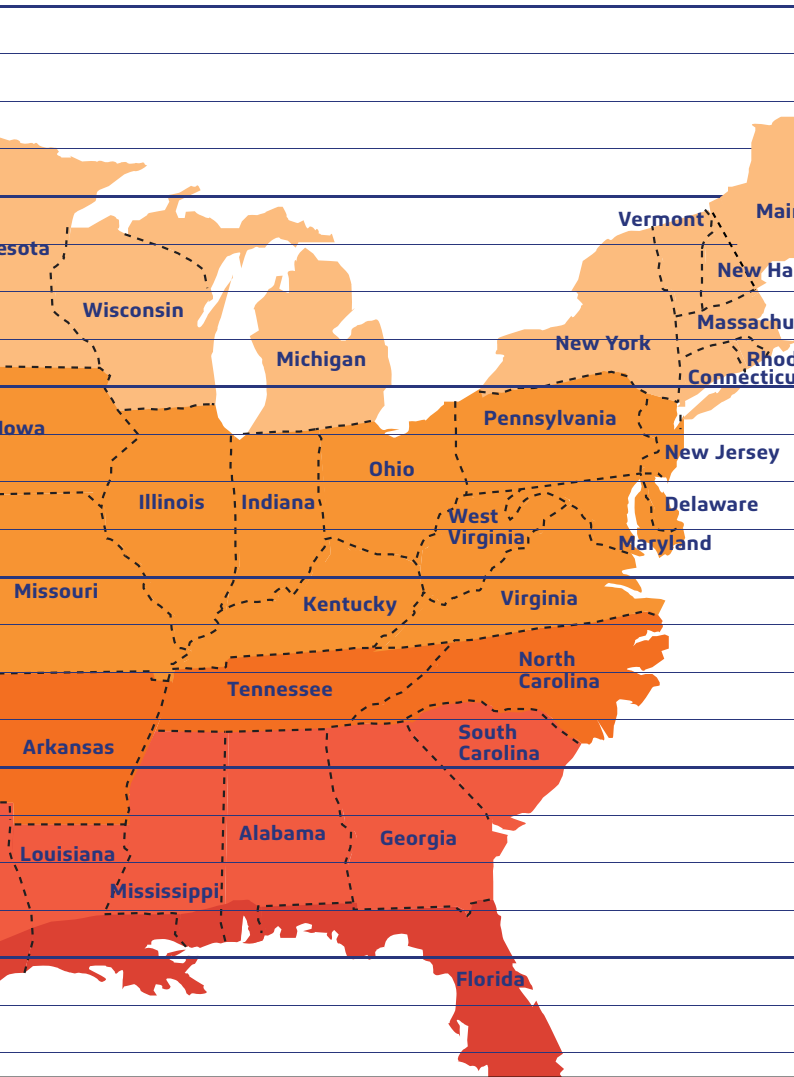 Vermont
Mai
esota
New Ha
Wisconsin
Massachu
New York
Michigan
Rhod
Connecticu
Pennsylvania
Iowa
New Jersey
Ohio
Illinois
Indiana
Delaware
West
Virginia
Maryland
Missouri
Kentucky
Virginia
North
Carolina
Tennessee
South
Carolina
Arkansas
Alabama
Georgia
Louisiana
Mississippi
Florida